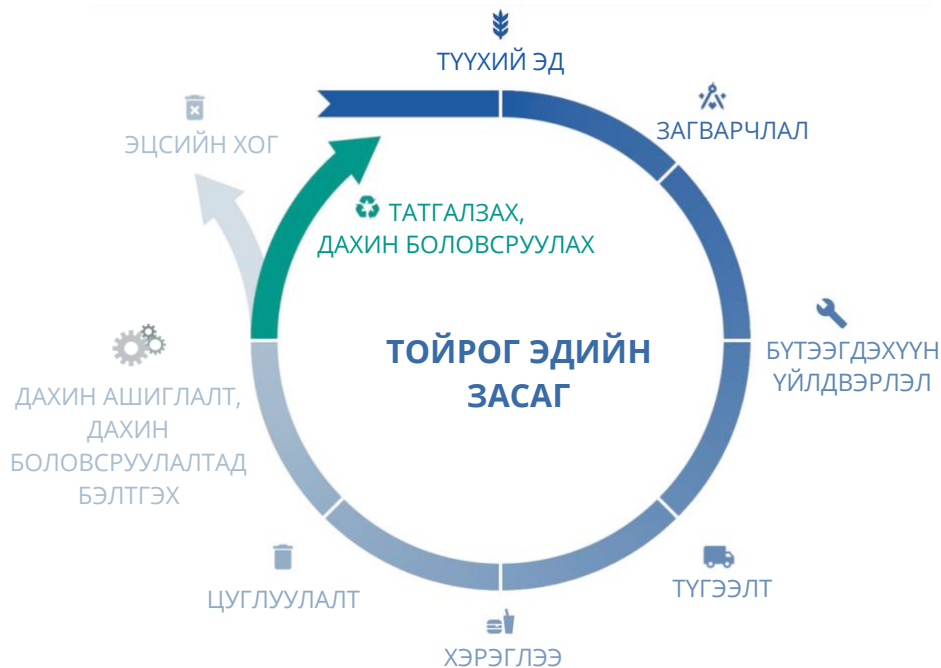 ТҮҮХИЙ ЭД
ЗАГВАРЧЛАЛ
ЭЦСИЙН ХОГ
ТАТГАЛЗАХ,
ДАХИН БОЛОВСРУУЛАХ
ТОЙРОГ ЭДИЙН
ЗАСАГ
БҮТЭЭГДЭХҮҮН
ҮЙЛДВЭРЛЭЛ
ДАХИН АШИГЛАЛТ,
ДАХИН
БОЛОВСРУУЛАЛТАД
БЭЛТГЭХ
ТҮГЭЭЛТ
ЦУГЛУУЛАЛТ
ХЭРЭГЛЭЭ